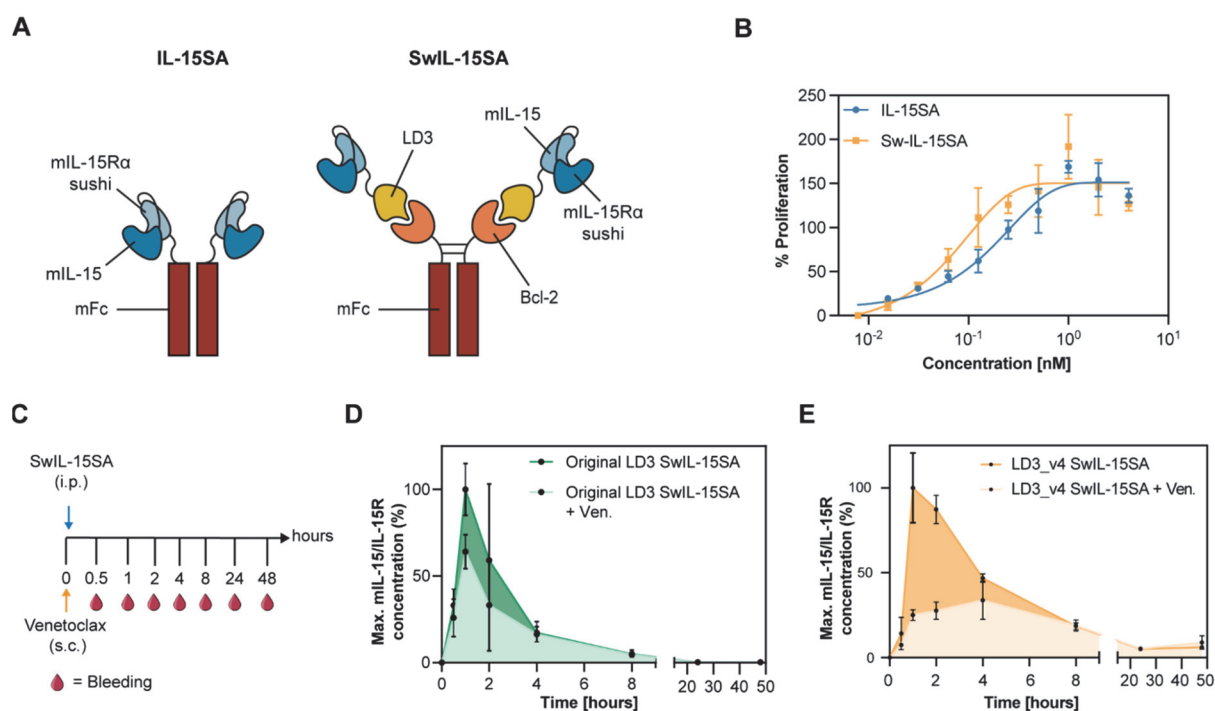 A
IL-15SA
SwIL-15SA
mIL-15Rα
sushi
mIL-15
mFc
LD3
mIL-15
mIL-15Rα
sushi
mFc
Bcl-2
B
% Proliferation
250
200
150
100
50
0
IL-15SA
Sw-IL-15SA
10⁻²
10⁻¹
10⁰
10¹
Concentration [nM]
C
SwIL-15SA
(i.p.)
hours
0
0.5
1
2
4
8
24
48
Venetoclax
(s.c.)
= Bleeding
D
Max. mIL-15/IL-15R
concentration (%)
100
50
0
Original LD3 SwIL-15SA
Original LD3 SwIL-15SA
+ Ven.
0
2
4
6
8
20
30
40
50
Time [hours]
E
Max. mIL-15/IL-15R
concentration (%)
100
50
0
LD3_v4 SwIL-15SA
LD3_v4 SwIL-15SA + Ven.
0
2
4
6
8
20
30
40
50
Time [hours]